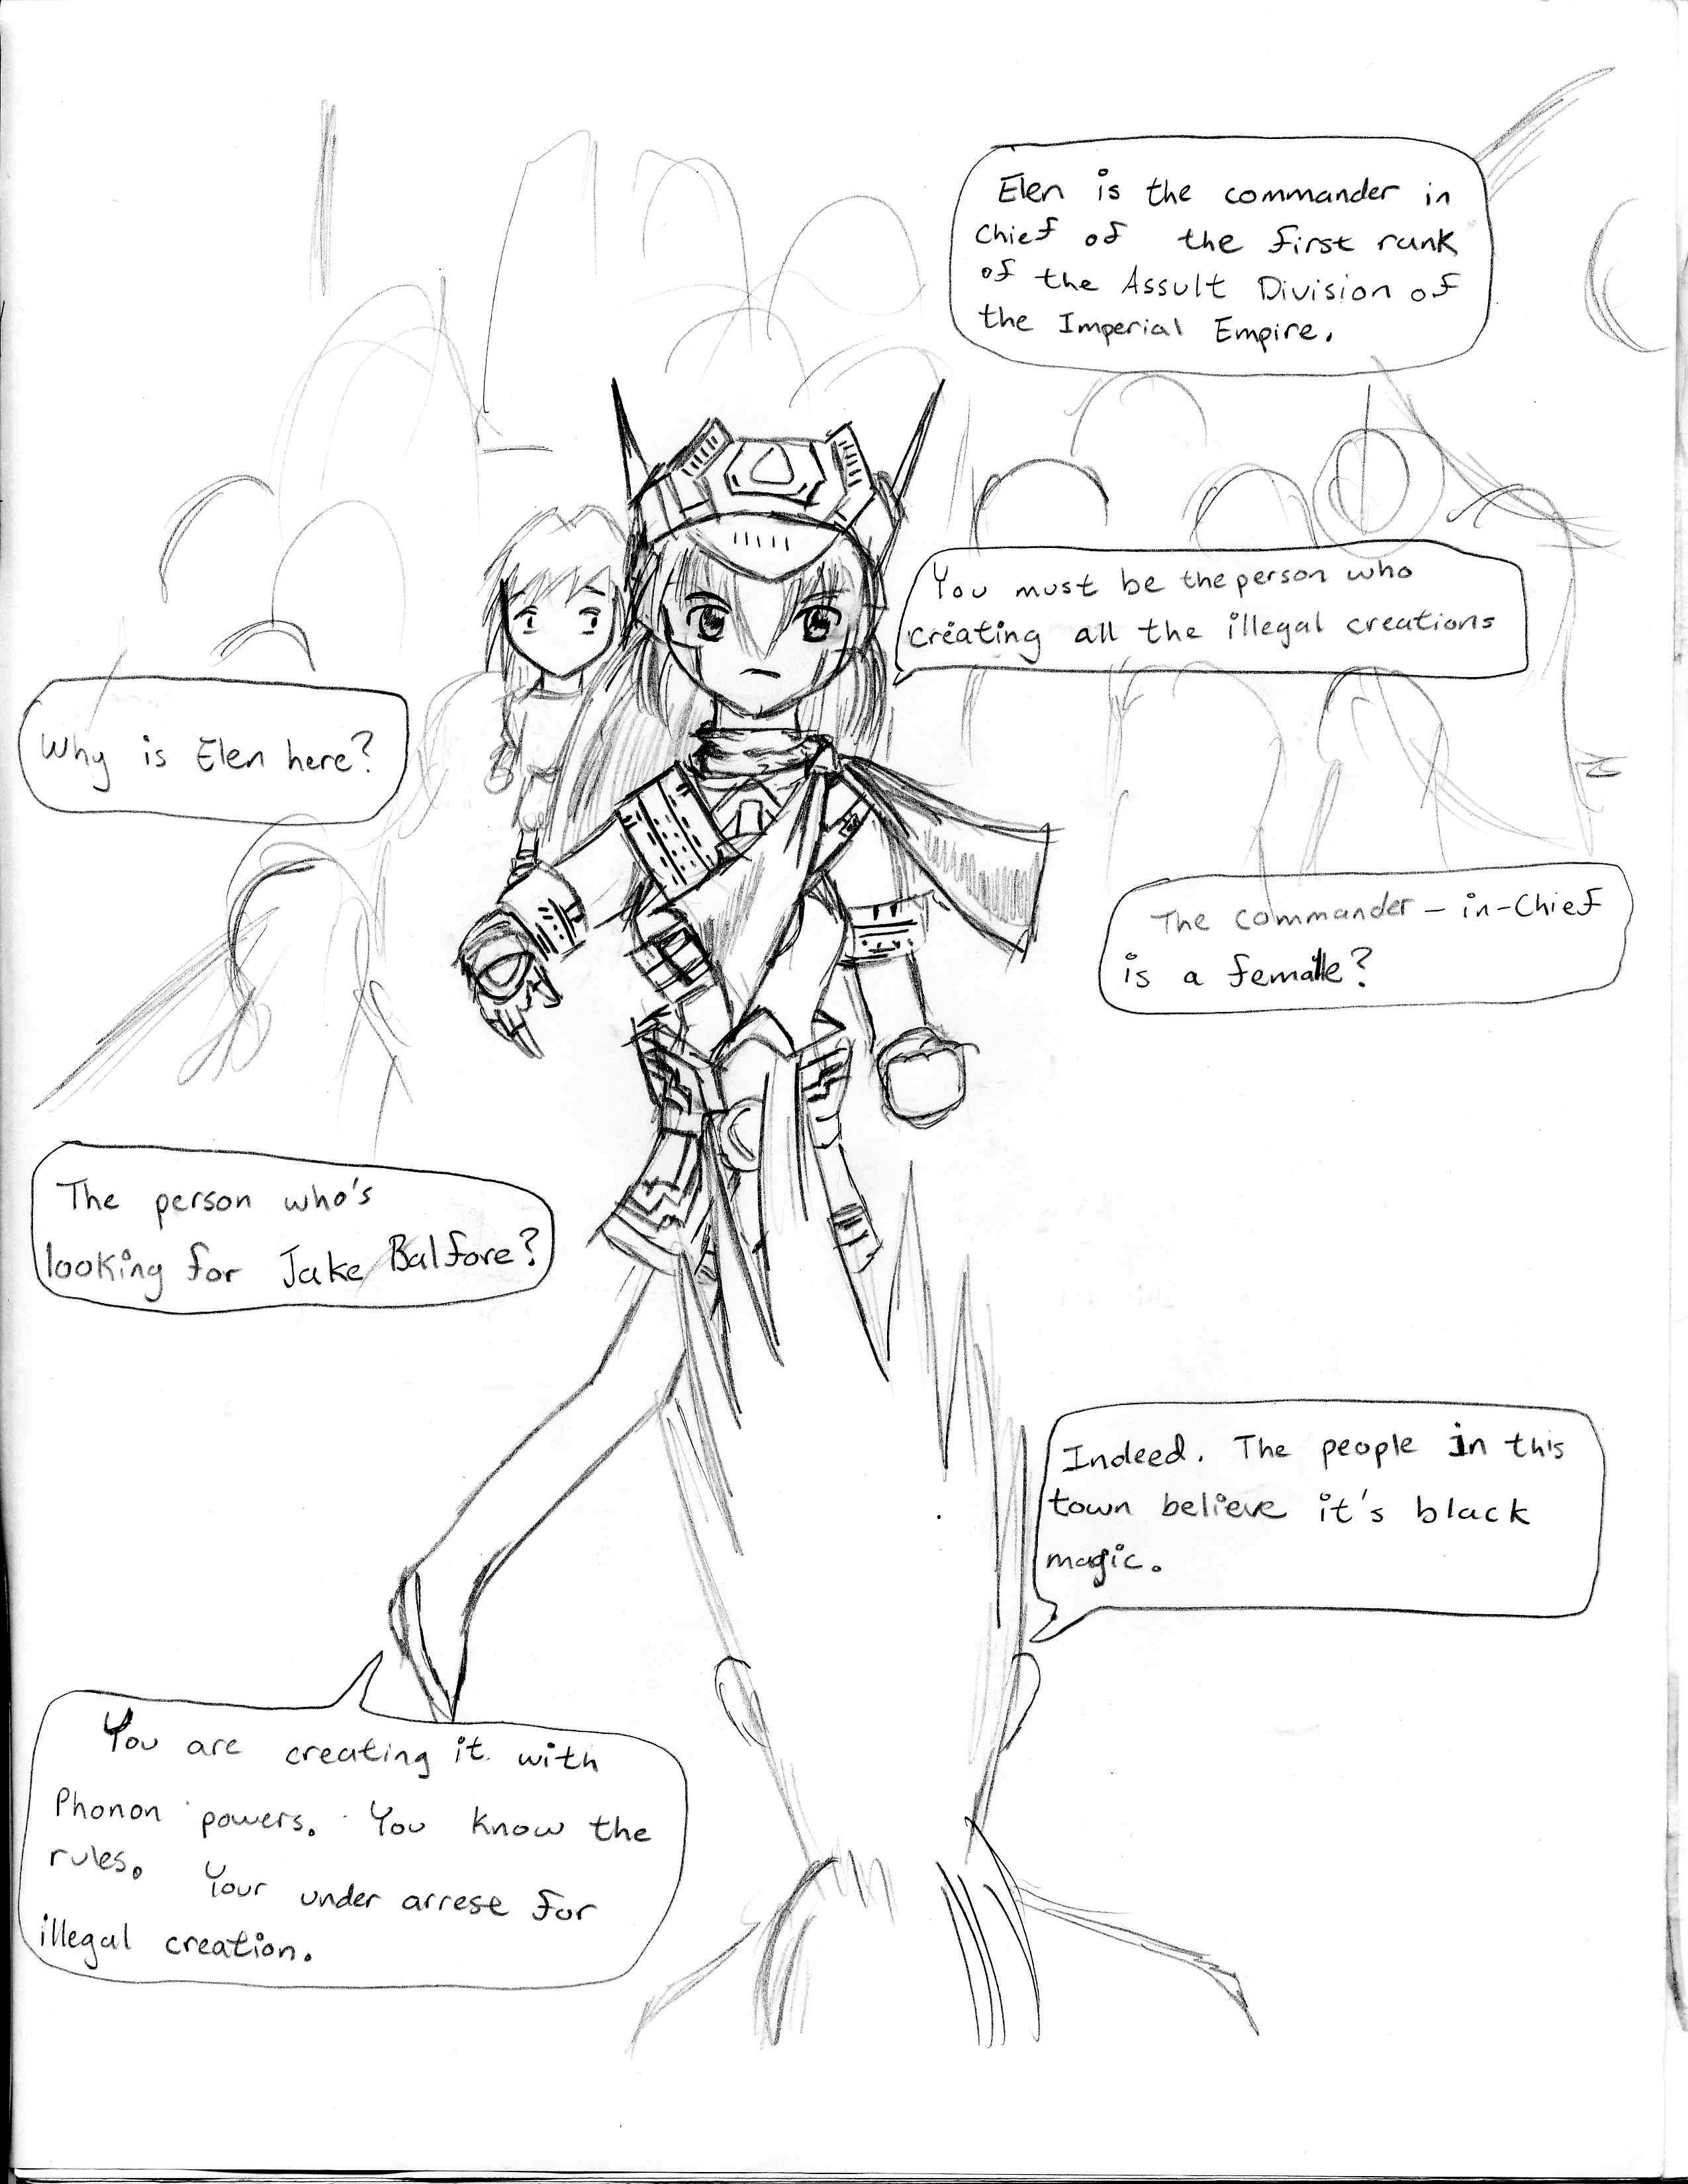 Elen is the commander in
Chief of the first rank
of the Assult Division of
the Imperial Empire.
You must be the person who
creating all the illegal creations
Why is Elen here?
The commander-in-Chief
is a female?
The person who's
looking for Jake Balfore?
Indeed. The people in this
town believe it's black
magic.
You are creating it with
Phonon powers. You know the
rules. Your under arrese for
illegal creation.